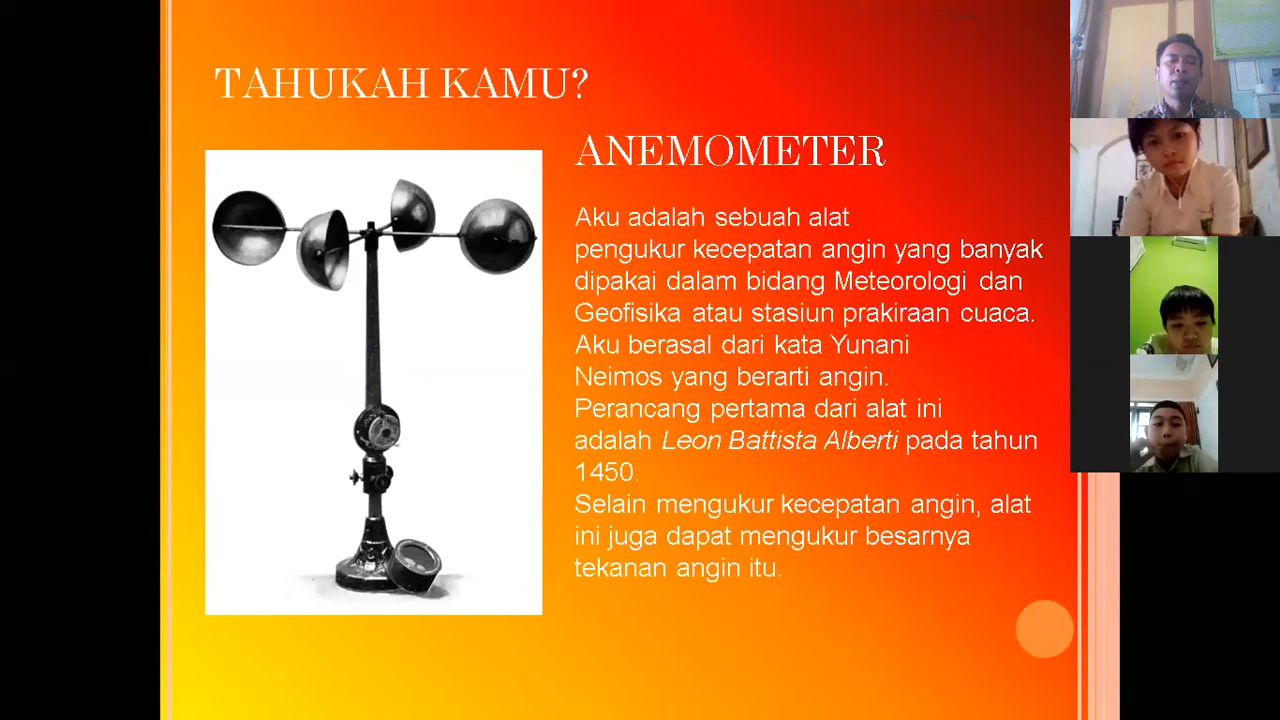 TAHUKAH KAMU?
ANEMOMETER
Aku adalah sebuah alat
pengukur kecepatan angin yang banyak
dipakai dalam bidang Meteorologi dan
Geofisika atau stasiun prakiraan cuaca.
Aku berasal dari kata Yunani
Neimos yang berarti angin.
Perancang pertama dari alat ini
adalah Leon Battista Alberti pada tahun
1450.
Selain mengukur kecepatan angin, alat
ini juga dapat mengukur besarnya
tekanan angin itu.